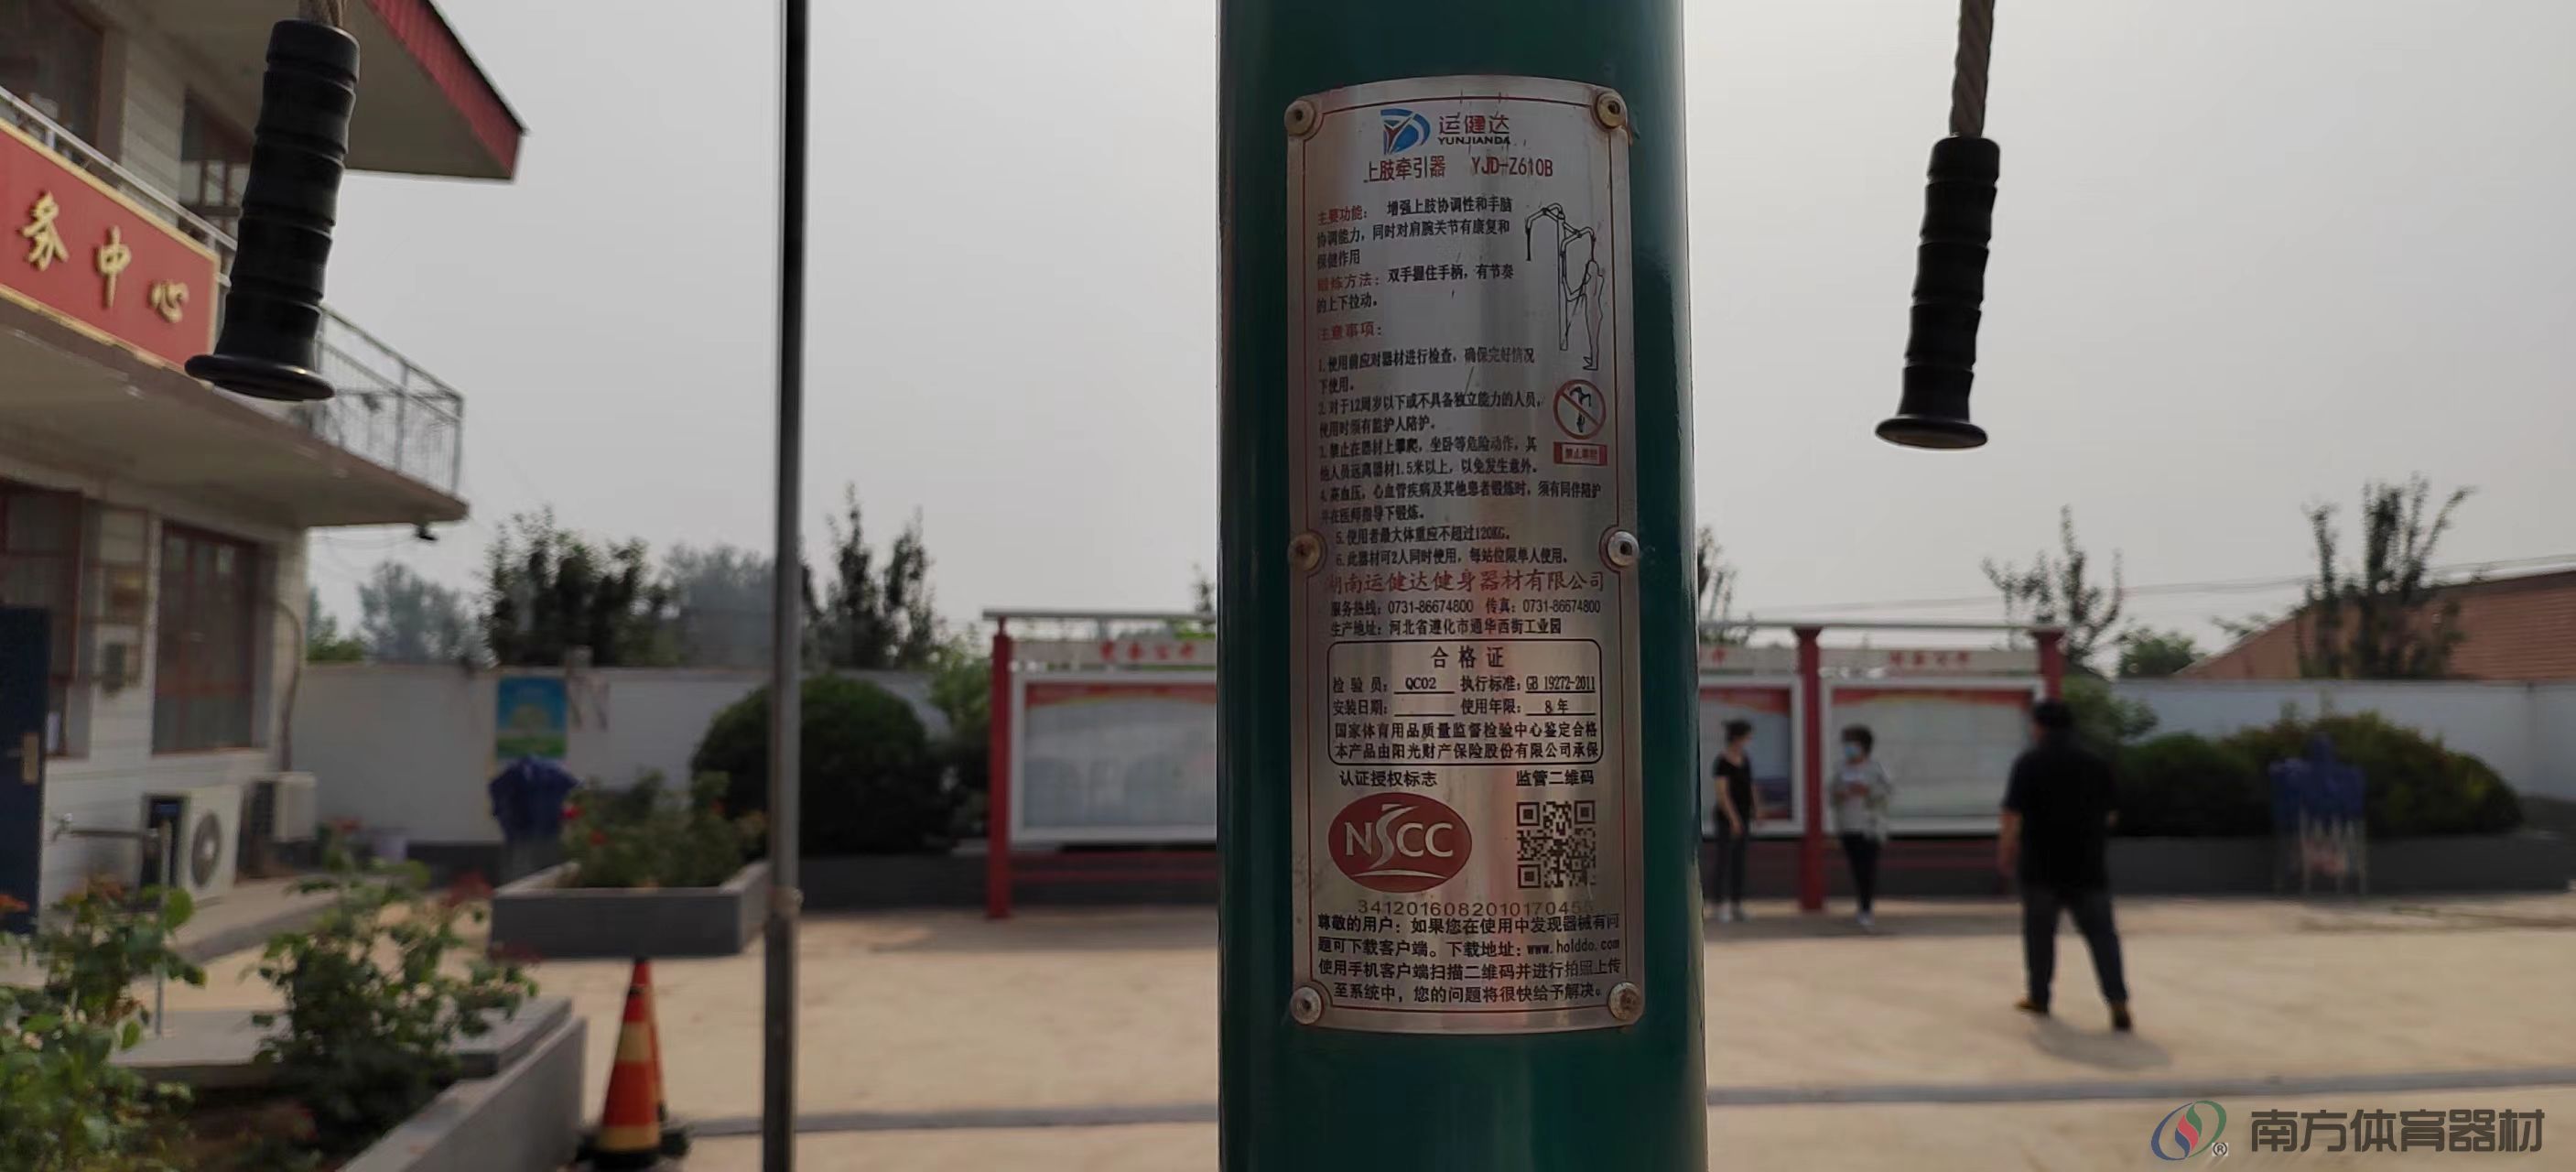 务中心
运健达
YUNJIANDA
上肢牵引器 YJD-Z610B
主要功能： 增强上肢协调性和手脑
协调能力，同时对肩腕关节有康复和
保健作用
锻炼方法：双手握住手柄，有节奏
的上下拉动。
注意事项：
1.使用前应对器材进行检查，确保完好情况
下使用。
2.对于12周岁以下或不具备独立能力的人员，
使用时须有监护人陪护。
3.禁止在器材上攀爬，坐卧等危险动作，其
他人员远离器材1.5米以上，以免发生意外。
4.高血压，心血管疾病及其他患者锻炼时，须有同伴陪护
并在医师指导下锻炼。
5.使用者最大体重应不超过120KG。
6.此器材可2人同时使用，每站位限单人使用。
湖南运健达健身器材有限公司
服务热线：0731-86674800 传真：0731-86674800
生产地址：河北省遵化市通华西街工业园
合格证
检验员：QC02 执行标准：GB 19272-2011
安装日期： 使用年限：8年
国家体育用品质量监督检验中心鉴定合格
本产品由阳光财产保险股份有限公司承保
认证授权标志 监管二维码
NSCC
尊敬的用户：如果您在使用中发现器械有问
题可下载客户端。下载地址：www.holddo.com
使用手机客户端扫描二维码并进行拍照上传
至系统中，您的问题将很快给予解决。
南方体育器材